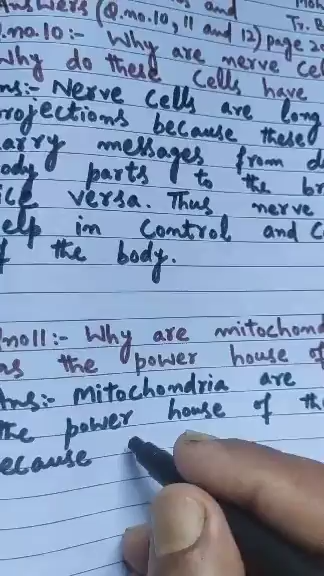 Answers (Q.no.10, 11 and 12) page 20
Q.no.10:- Why are nerve cel
Why do these cells have
Ans:- Nerve cells are long
projections because these
carry messages from d
body parts to the br
vice versa. Thus nerve
help in control and c
of the body.
Q.no11:- Why are mitochond
as the power house of
Ans:- Mitochondria are
the power house of th
because